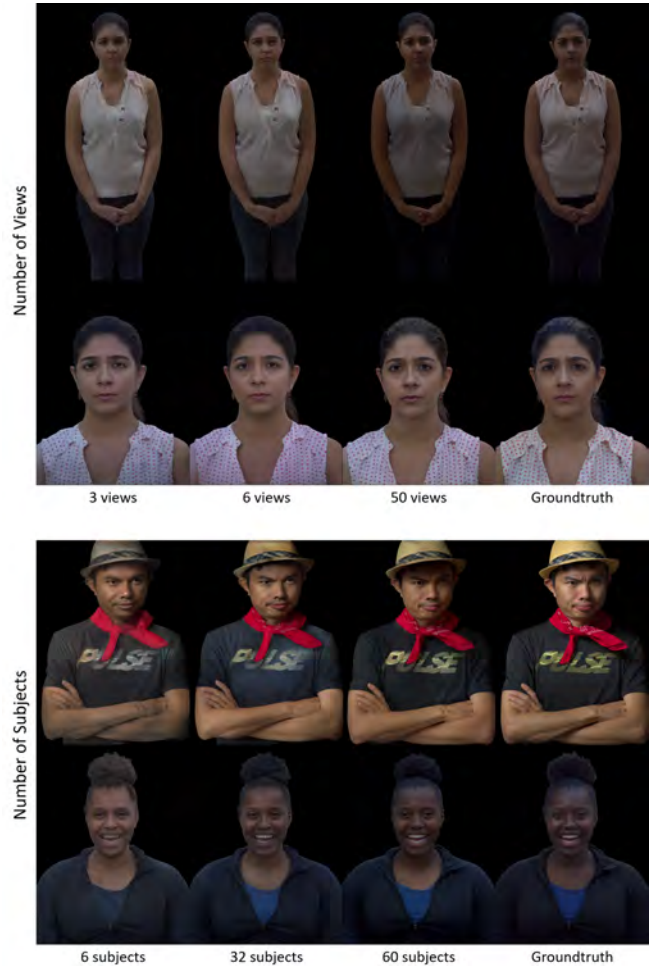 Number of Views
3 views
6 views
50 views
Groundtruth
Number of Subjects
PULSE
PULSE
PULSE
PULSE
6 subjects
32 subjects
60 subjects
Groundtruth